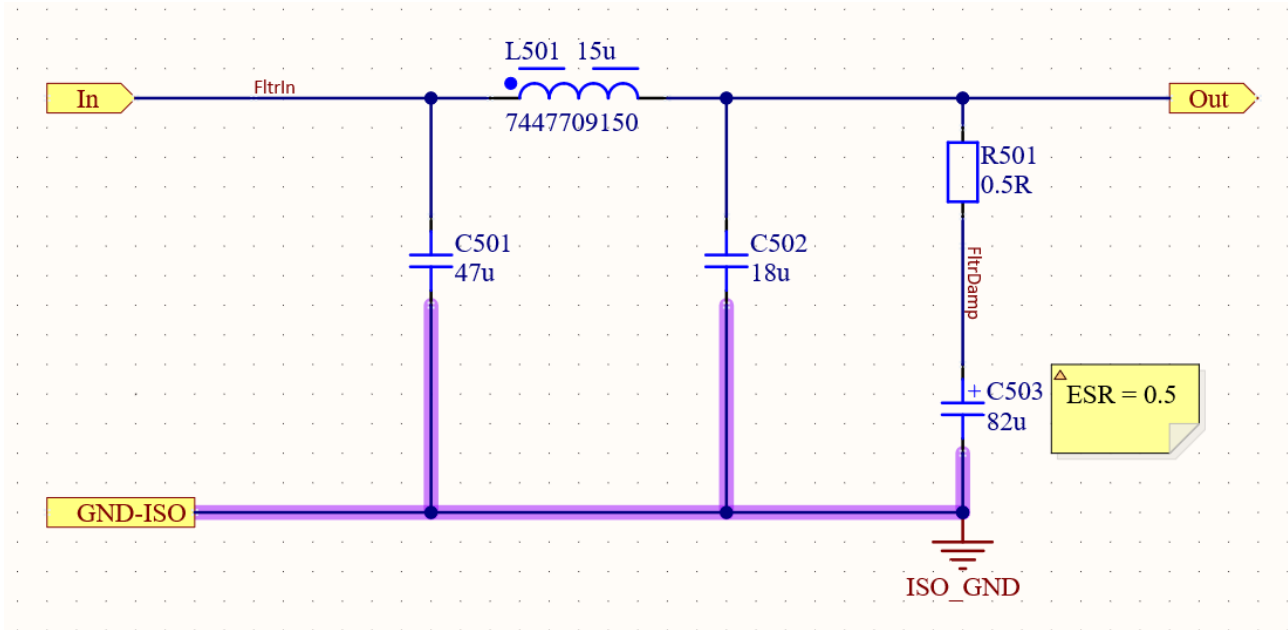 L501 15u
In
FltrIn
Out
7447709150
R501
0.5R
C501
47u
C502
18u
FltrDamp
+
C503
82u
ESR = 0.5
GND-ISO
ISO_GND